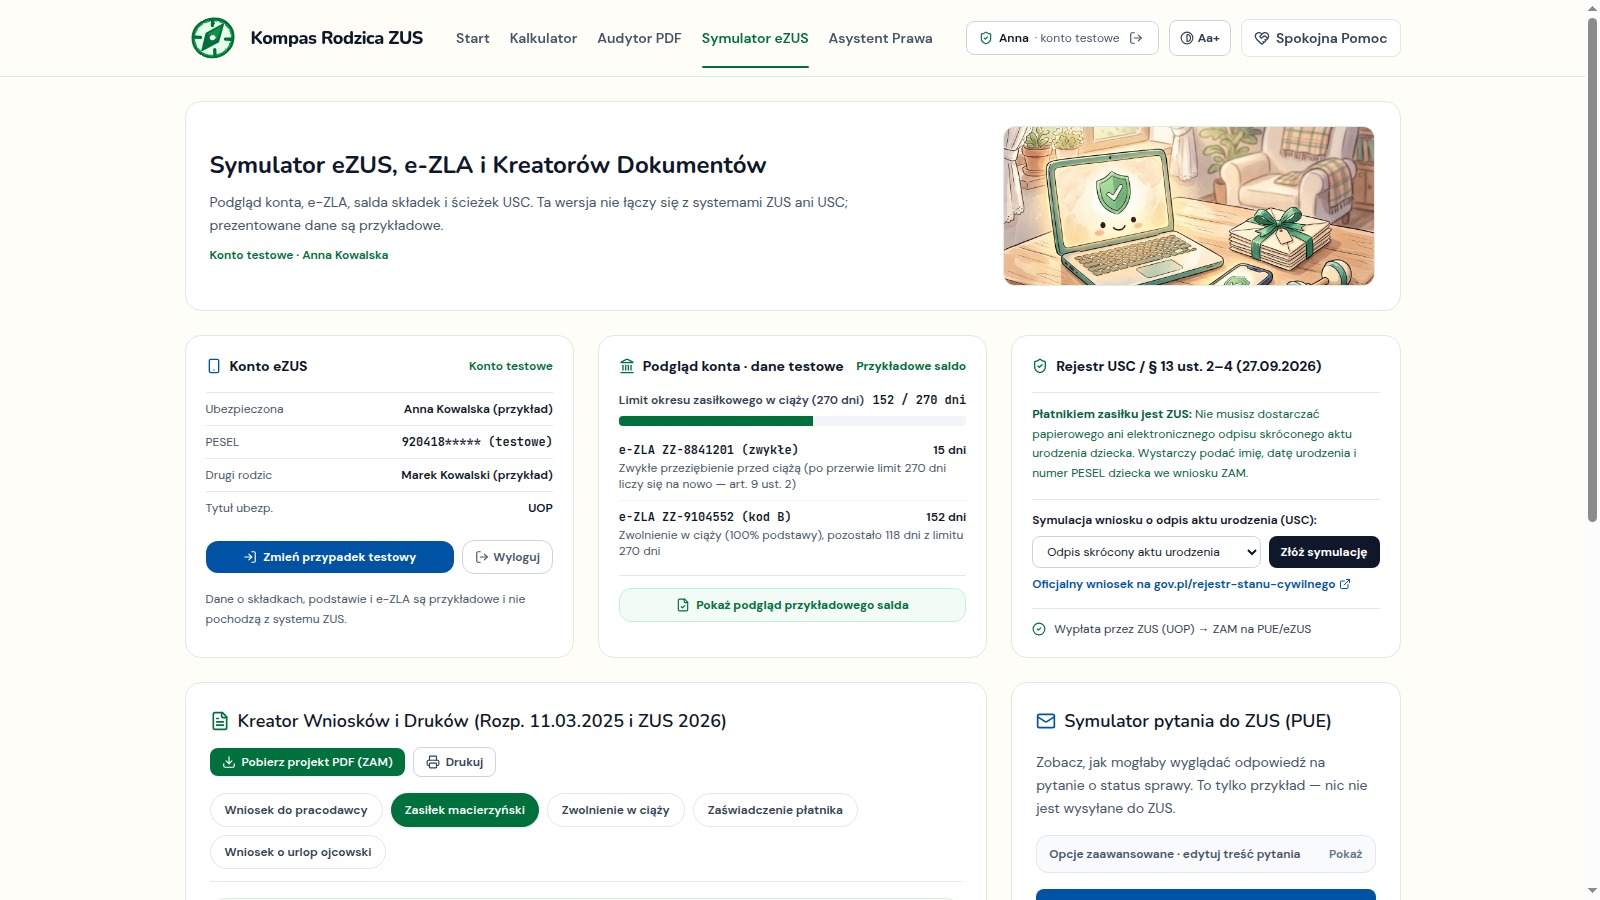 Kompas Rodzica ZUS
Start
Kalkulator
Audytor PDF
Symulator eZUS
Asystent Prawa
Anna · konto testowe
Aa+
Spokojna Pomoc
Symulator eZUS, e-ZLA i Kreatorów Dokumentów
Podgląd konta, e-ZLA, salda składek i ścieżek USC. Ta wersja nie łączy się z systemami ZUS ani USC;
prezentowane dane są przykładowe.
Konto testowe · Anna Kowalska
Konto eZUS
Konto testowe
Ubezpieczona
Anna Kowalska (przykład)
PESEL
920418***** (testowe)
Drugi rodzic
Marek Kowalski (przykład)
Tytuł ubezp.
UOP
Zmień przypadek testowy
Wyloguj
Dane o składkach, podstawie i e-ZLA są przykładowe i nie
pochodzą z systemu ZUS.
Podgląd konta · dane testowe
Przykładowe saldo
Limit okresu zasiłkowego w ciąży (270 dni)
152 / 270 dni
e-ZLA ZZ-8841201 (zwykłe)
15 dni
Zwykłe przeziębienie przed ciążą (po przerwie limit 270 dni
liczy się na nowo — art. 9 ust. 2)
e-ZLA ZZ-9104552 (kod B)
152 dni
Zwolnienie w ciąży (100% podstawy), pozostało 118 dni z limitu
270 dni
Pokaż podgląd przykładowego salda
Rejestr USC / § 13 ust. 2–4 (27.09.2026)
Płatnikiem zasiłku jest ZUS: Nie musisz dostarczać
papierowego ani elektronicznego odpisu skróconego aktu
urodzenia dziecka. Wystarczy podać imię, datę urodzenia i
numer PESEL dziecka we wniosku ZAM.
Symulacja wniosku o odpis aktu urodzenia (USC):
Odpis skrócony aktu urodzenia
Złóż symulację
Oficjalny wniosek na gov.pl/rejestr-stanu-cywilnego
Wypłata przez ZUS (UOP) → ZAM na PUE/eZUS
Kreator Wniosków i Druków (Rozp. 11.03.2025 i ZUS 2026)
Pobierz projekt PDF (ZAM)
Drukuj
Wniosek do pracodawcy
Zasiłek macierzyński
Zwolnienie w ciąży
Zaświadczenie płatnika
Wniosek o urlop ojcowski
Symulator pytania do ZUS (PUE)
Zobacz, jak mogłaby wyglądać odpowiedź na
pytanie o status sprawy. To tylko przykład — nic nie
jest wysyłane do ZUS.
Opcje zaawansowane · edytuj treść pytania
Pokaż